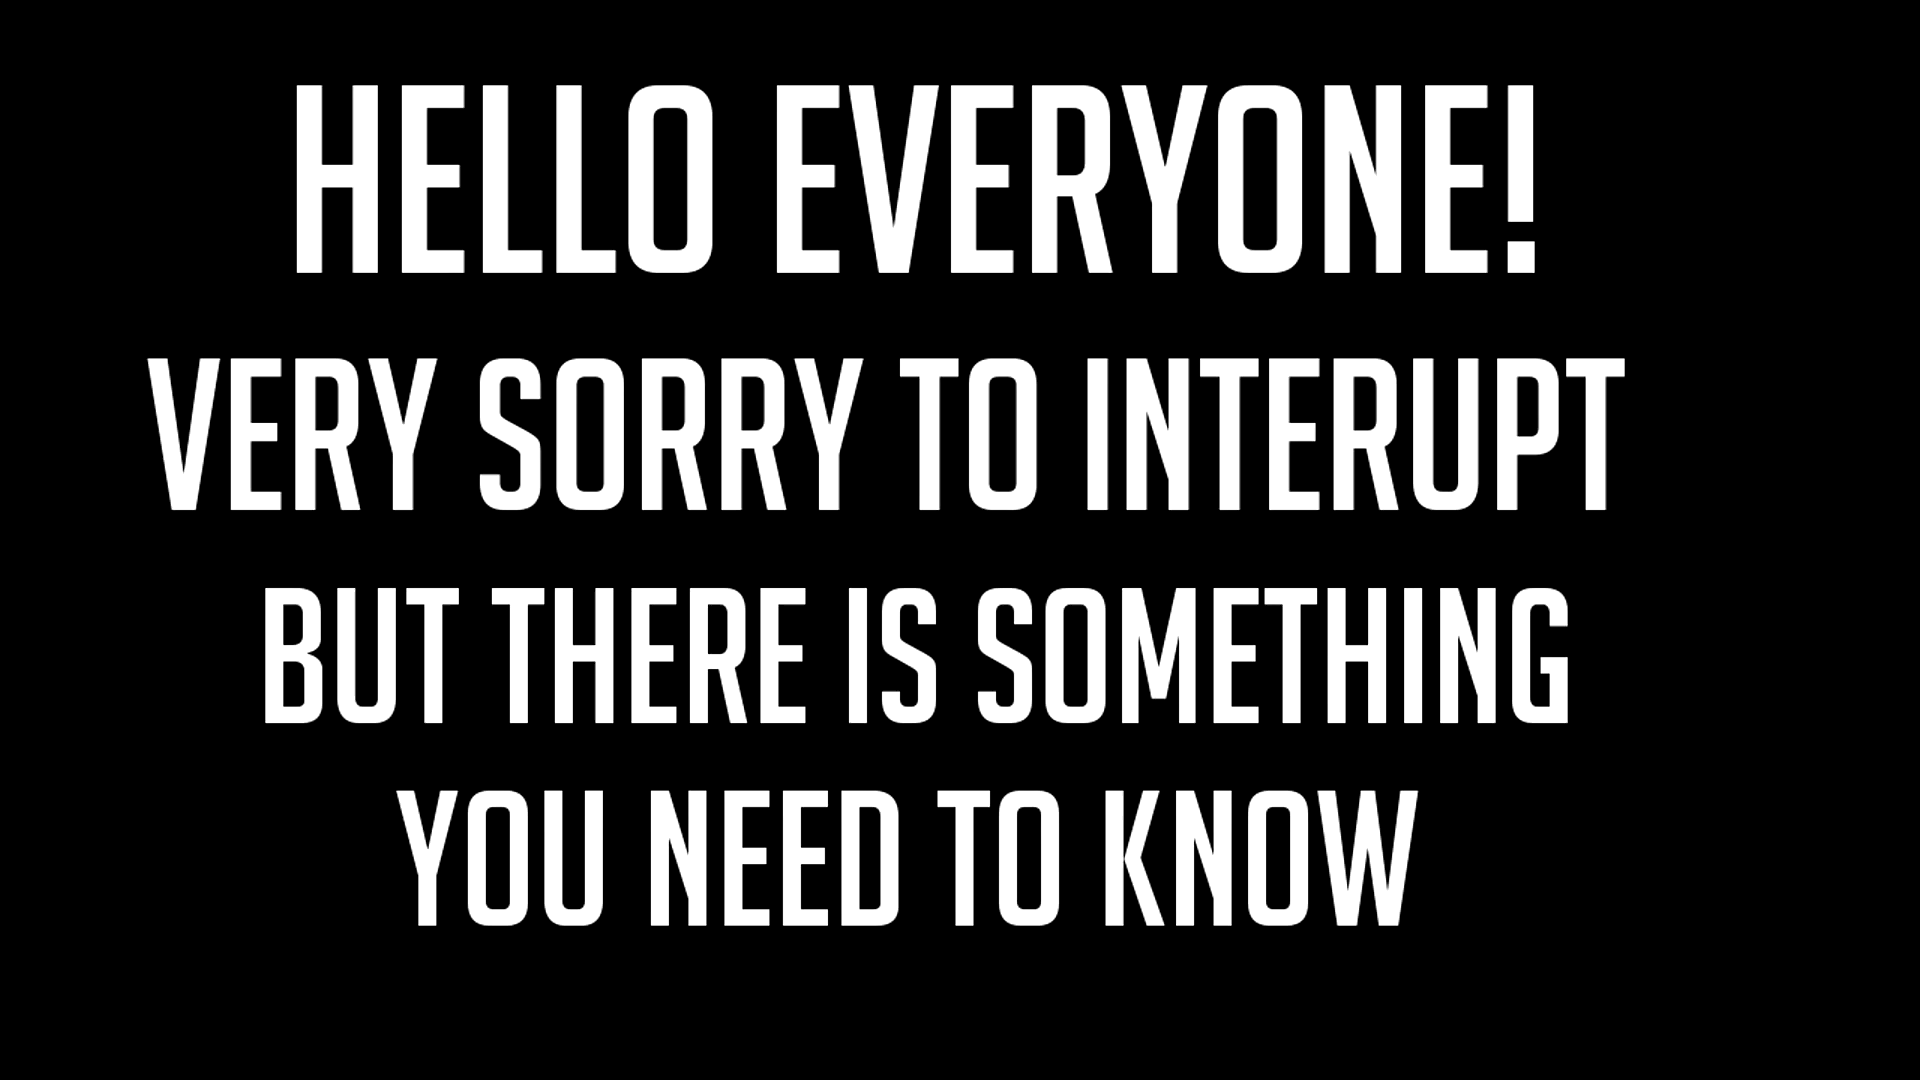 HELLO EVERYONE!
VERY SORRY TO INTERUPT
BUT THERE IS SOMETHING
YOU NEED TO KNOW